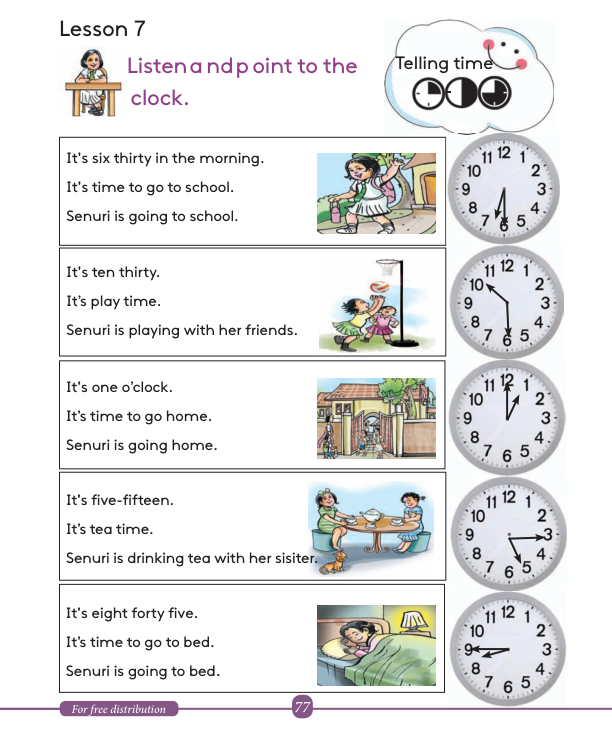 Lesson 7
Listen and point to the
clock.
Telling time
It's six thirty in the morning.
It's time to go to school.
Senuri is going to school.
12
11 1
10 2
9 3
8 4
7 6 5
It's ten thirty.
It's play time.
Senuri is playing with her friends.
12
11 1
10 2
9 3
8 4
7 6 5
It's one o'clock.
It's time to go home.
Senuri is going home.
12
11 1
10 2
9 3
8 4
7 6 5
It's five-fifteen.
It's tea time.
Senuri is drinking tea with her sisiter.
12
11 1
10 2
9 3
8 4
7 6 5
It's eight forty five.
It's time to go to bed.
Senuri is going to bed.
12
11 1
10 2
9 3
8 4
7 6 5
For free distribution
77